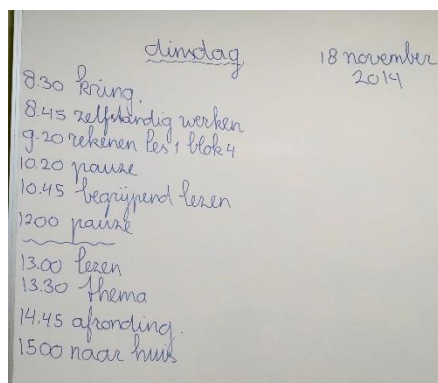 dinsdag
18 november
2014
8.30 kring.
8.45 zelfstandig werken
9.20 rekenen les 1 blok 4
10.20 pauze
10.45 begrijpend lezen
1200 pauze
13.00 lezen
13.30 thema
14.45 afronding.
1500 naar huis